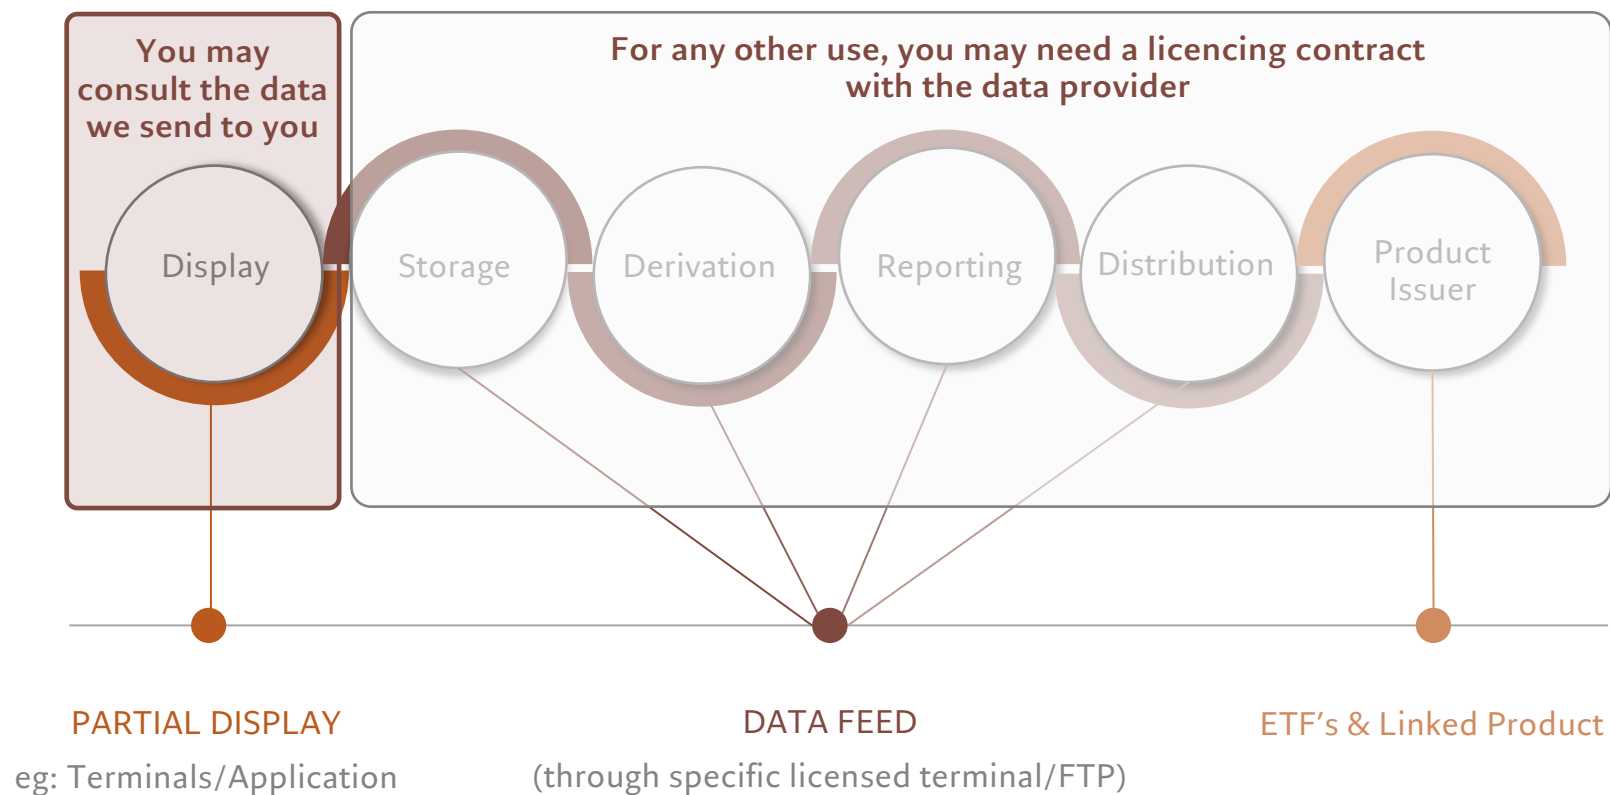 You may
consult the data
we send to you
For any other use, you may need a licencing contract
with the data provider
Display
Storage
Derivation
Reporting
Distribution
Product
Issuer
PARTIAL DISPLAY
eg: Terminals/Application
DATA FEED
(through specific licensed terminal/FTP)
ETF's & Linked Product